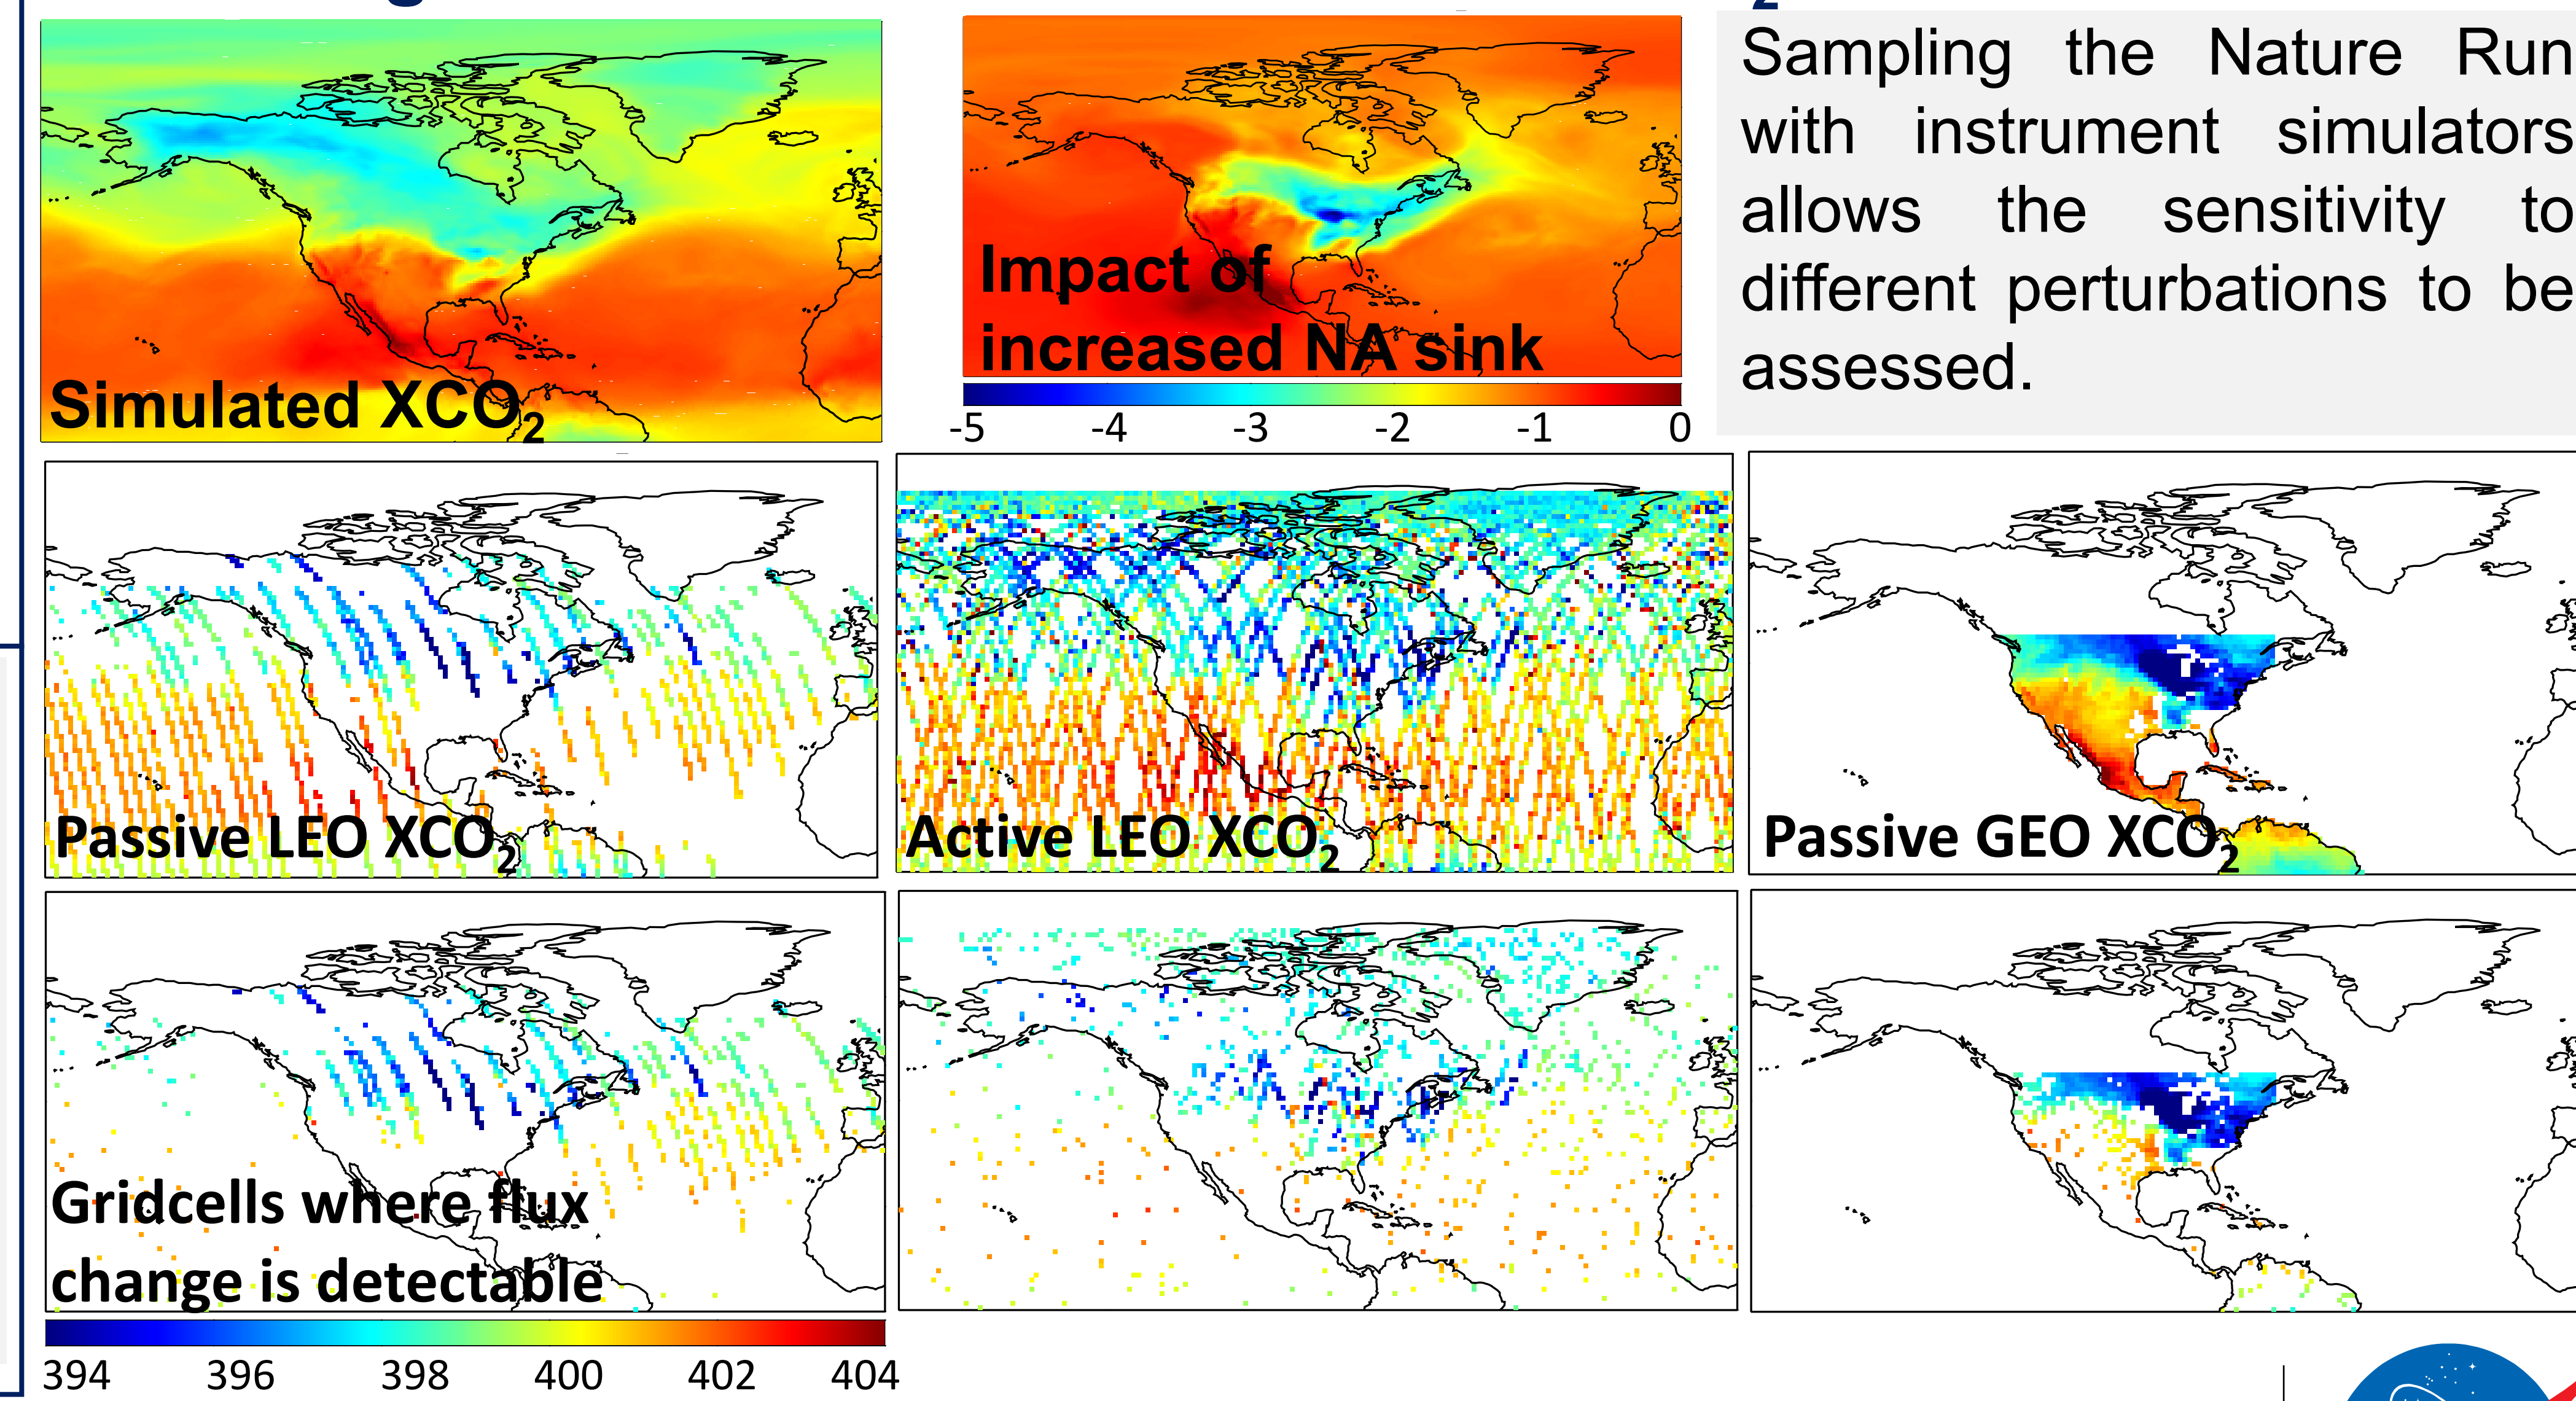 Simulated XCO₂
Impact of
increased NA sink
-5 -4 -3 -2 -1 0
Sampling the Nature Run
with instrument simulators
allows the sensitivity to
different perturbations to be
assessed.
Passive LEO XCO₂
Active LEO XCO₂
Passive GEO XCO₂
Gridcells where flux
change is detectable
394 396 398 400 402 404